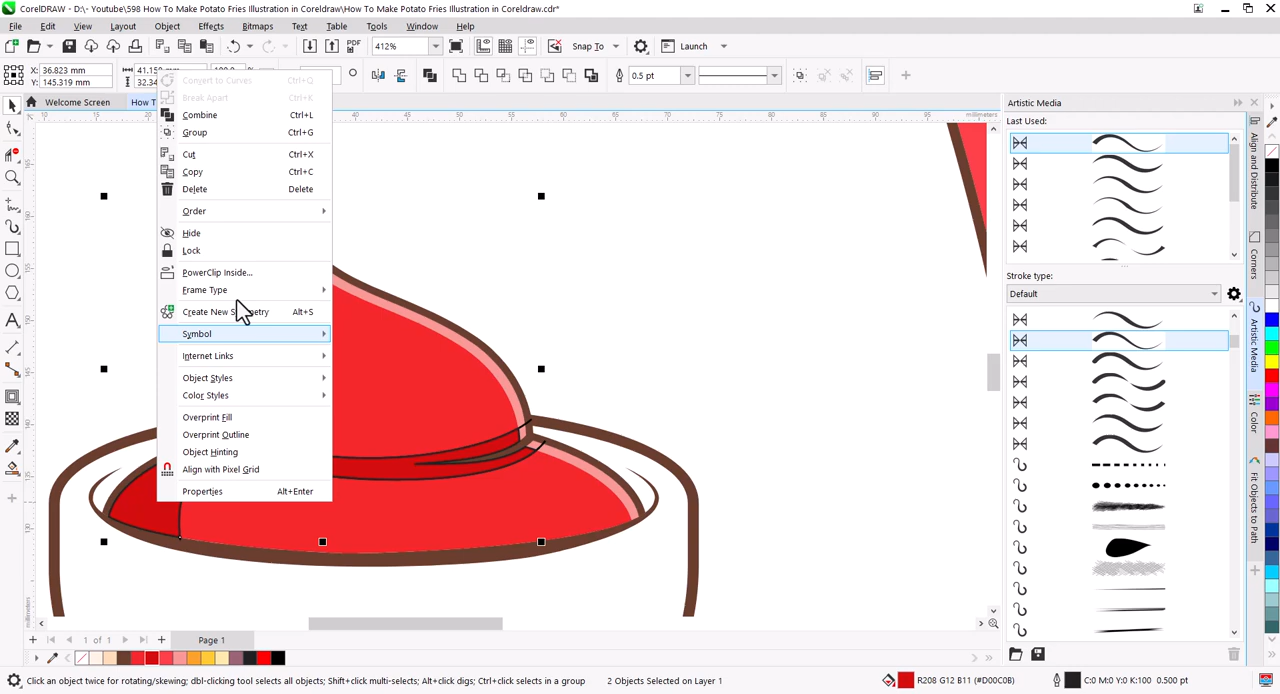 CorelDRAW - D:\- Youtube\598 How To Make Potato Fries Illustration in Coreldraw\How To Make Potato Fries Illustration in Coreldraw.cdr*
File Edit View Layout Object Effects Bitmaps Text Table Tools Window Help
PDF 412% Snap To Launch
X: 36.823 mm
Y: 145.319 mm
0.5 pt
Welcome Screen
Convert to Curves Ctrl+Q
Break Apart Ctrl+K
Combine Ctrl+L
Group Ctrl+G
Cut Ctrl+X
Copy Ctrl+C
Delete Delete
Order
Hide
Lock
PowerClip Inside...
Frame Type
Create New Symmetry Alt+S
Symbol
Internet Links
Object Styles
Color Styles
Overprint Fill
Overprint Outline
Object Hinting
Align with Pixel Grid
Properties Alt+Enter
millimeters
Artistic Media
Last Used:
Stroke type:
Default
Align and Distribute
Corners
Artistic Media
Color
Fit Objects to Path
1 of 1
Page 1
Click an object twice for rotating/skewing; dbl-clicking tool selects all objects; Shift+click multi-selects; Alt+click digs; Ctrl+click selects in a group
2 Objects Selected on Layer 1
R208 G12 B11 (#D00C0B)
C:0 M:0 Y:0 K:100 0.500 pt